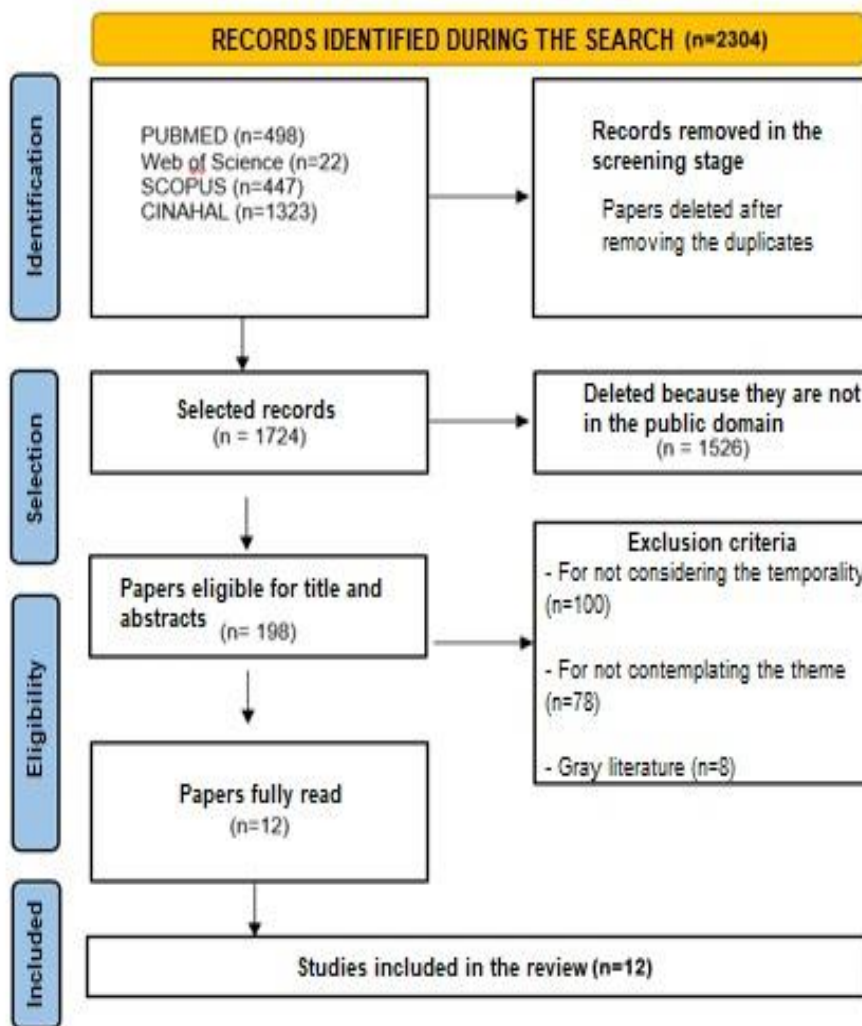 RECORDS IDENTIFIED DURING THE SEARCH (n=2304)
Identification
PUBMED (n=498)
Web of Science (n=22)
SCOPUS (n=447)
CINAHAL (n=1323)
Records removed in the
screening stage
Papers deleted after
removing the duplicates
Selection
Selected records
(n = 1724)
Deleted because they are not
in the public domain
(n = 1526)
Eligibility
Papers eligible for title and
abstracts (n= 198)
Exclusion criteria
- For not considering the temporality
(n=100)
- For not contemplating the theme
(n=78)
- Gray literature (n=8)
Papers fully read
(n=12)
Included
Studies included in the review (n=12)